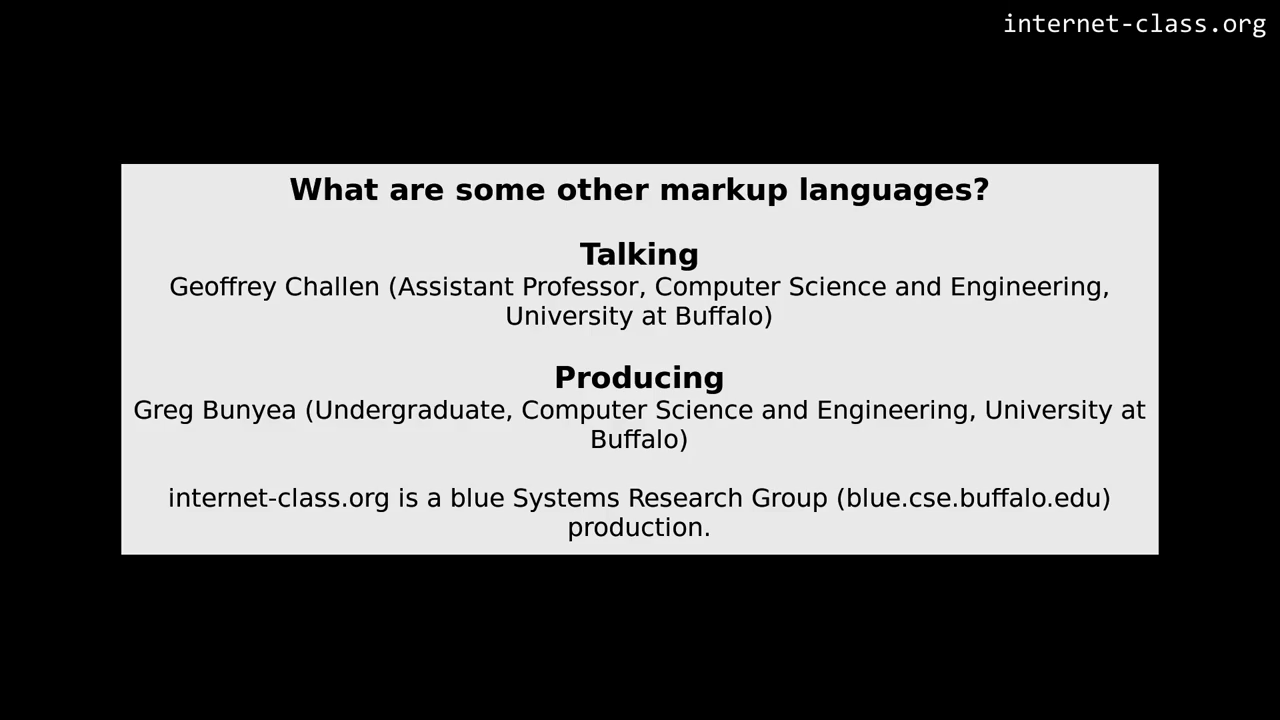 internet-class.org
What are some other markup languages?
Talking
Geoffrey Challen (Assistant Professor, Computer Science and Engineering,
University at Buffalo)
Producing
Greg Bunyea (Undergraduate, Computer Science and Engineering, University at
Buffalo)
internet-class.org is a blue Systems Research Group (blue.cse.buffalo.edu)
production.